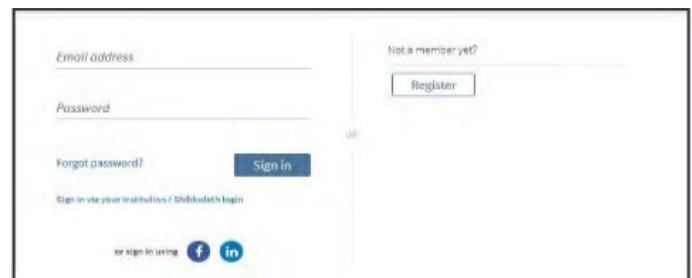 Email address
Password
Forgot password?
Sign in
Sign in via your institution / Shibboleth login
or sign in using
f
in
OR
Not a member yet?
Register